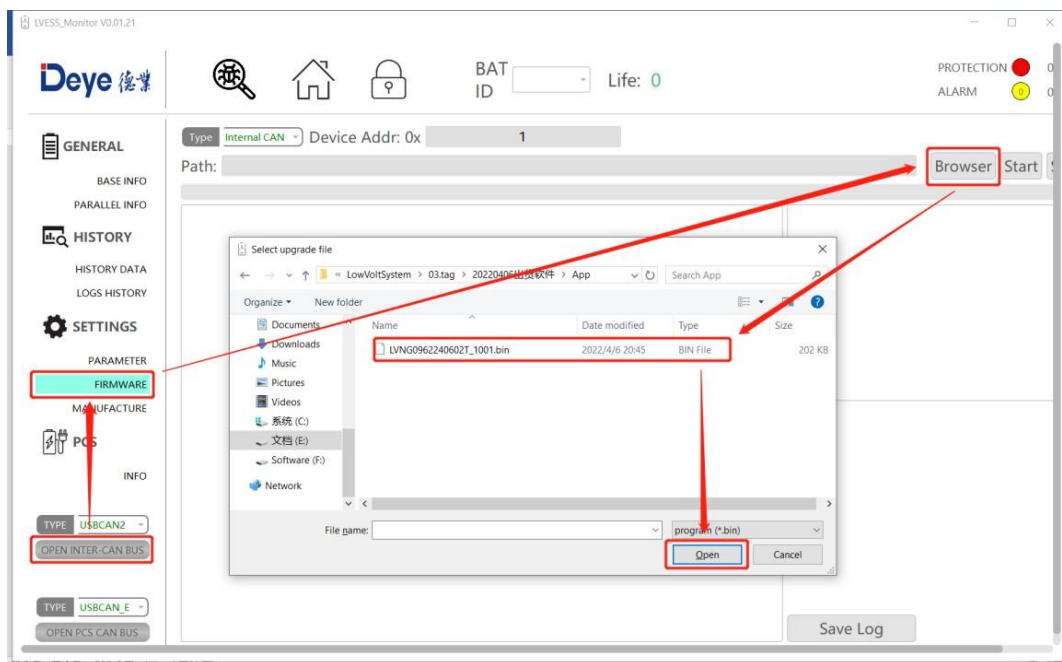 LVESS_Monitor V0.01.21
Deye 德業
BAT ID
Life: 0
PROTECTION 0
ALARM 0 0
Type Internal CAN Device Addr: 0x 1
Path:
Browser Start
GENERAL
BASE INFO
PARALLEL INFO
HISTORY
HISTORY DATA
LOGS HISTORY
SETTINGS
PARAMETER
FIRMWARE
MANUFACTURE
PCS
INFO
TYPE USBCAN2
OPEN INTER-CAN BUS
TYPE USBCAN_E
OPEN PCS CAN BUS
Select upgrade file
« LowVoltSystem > 03.tag > 20220406出货软件 > App
Search App
Organize New folder
Name Date modified Type Size
Documents
Downloads
Music
Pictures
Videos
系统 (C:)
文档 (E:)
Software (F:)
Network
LVNG0962240602T_1001.bin 2022/4/6 20:45 BIN File 202 KB
File name:
program (*.bin)
Open Cancel
Save Log